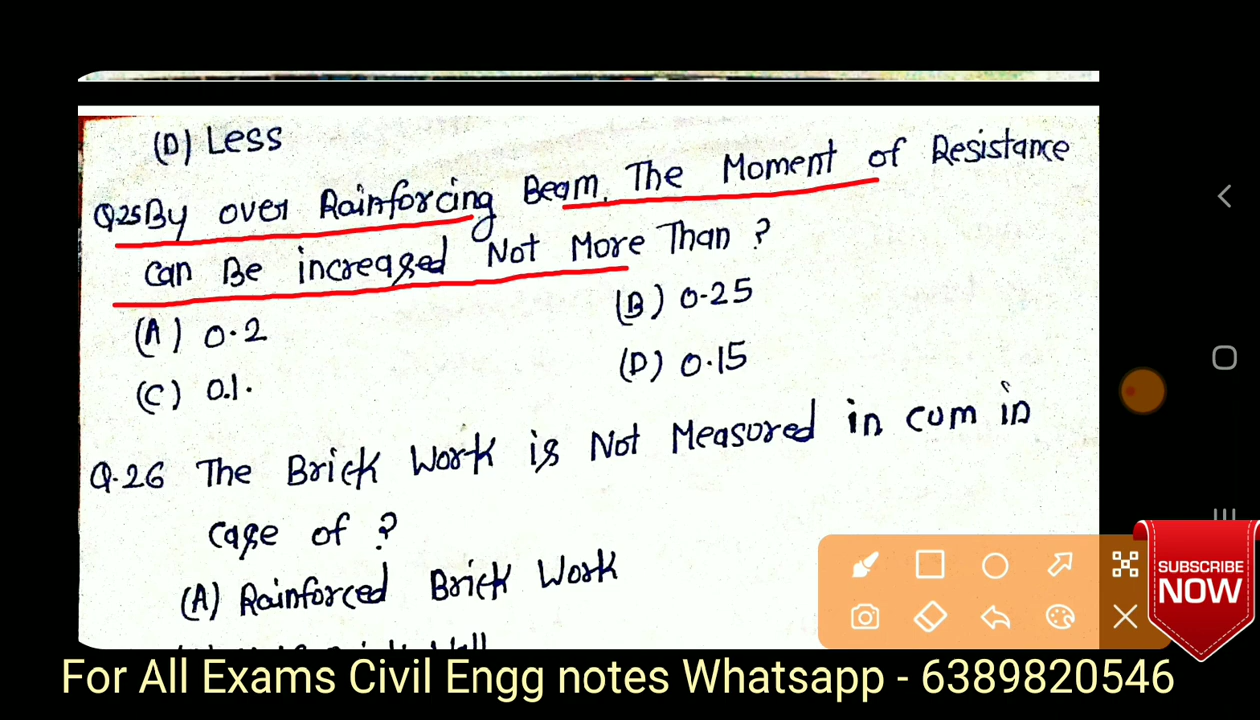 (D) Less
Q.25 By over Rainforcing Beam, The Moment of Resistance
can Be increased Not More Than ?
(A) 0.2
(B) 0.25
(C) 0.1.
(D) 0.15
Q.26 The Brick Work is Not Measured in cum in
case of ?
(A) Rainforced Brick Work
SUBSCRIBE
NOW
For All Exams Civil Engg notes Whatsapp - 6389820546